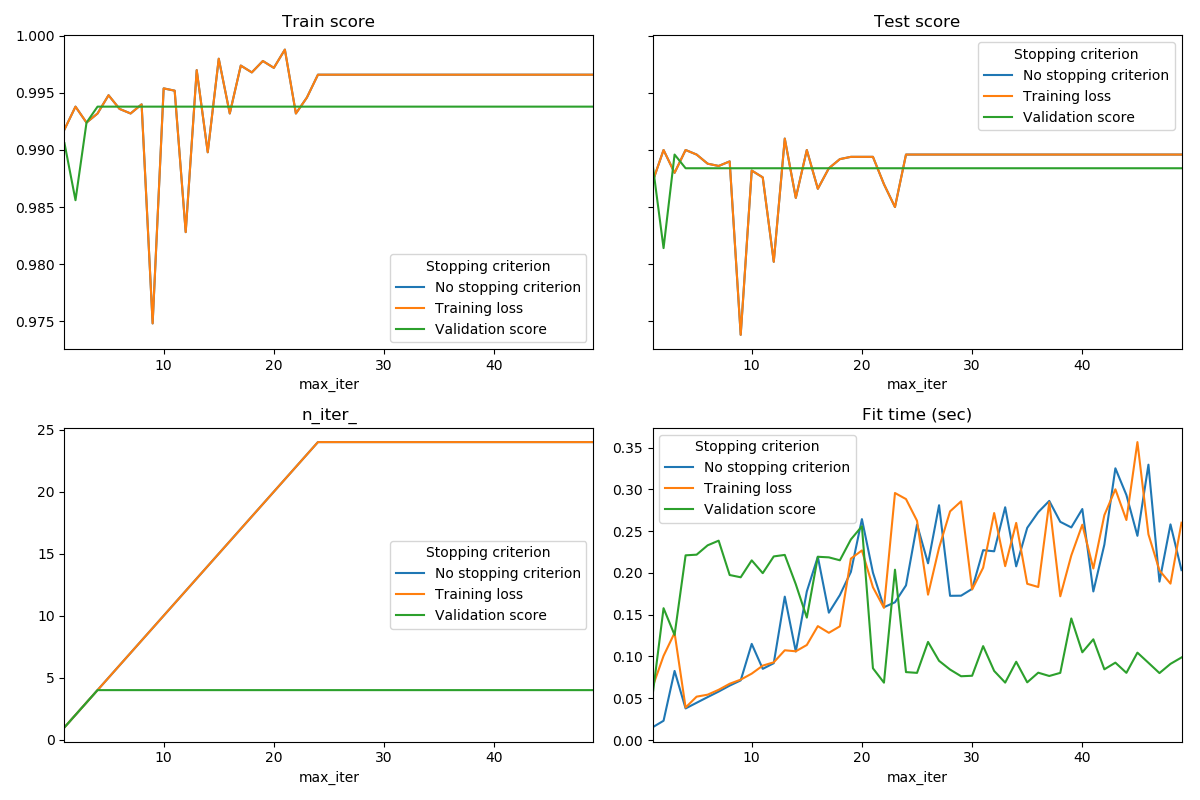 Train score
1.000
0.995
0.990
0.985
0.980
0.975
Stopping criterion
No stopping criterion
Training loss
Validation score
10 20 30 40
max_iter
Test score
Stopping criterion
No stopping criterion
Training loss
Validation score
10 20 30 40
max_iter
n_iter_
25
20
15
10
5
0
Stopping criterion
No stopping criterion
Training loss
Validation score
10 20 30 40
max_iter
Fit time (sec)
0.35
0.30
0.25
0.20
0.15
0.10
0.05
0.00
Stopping criterion
No stopping criterion
Training loss
Validation score
10 20 30 40
max_iter